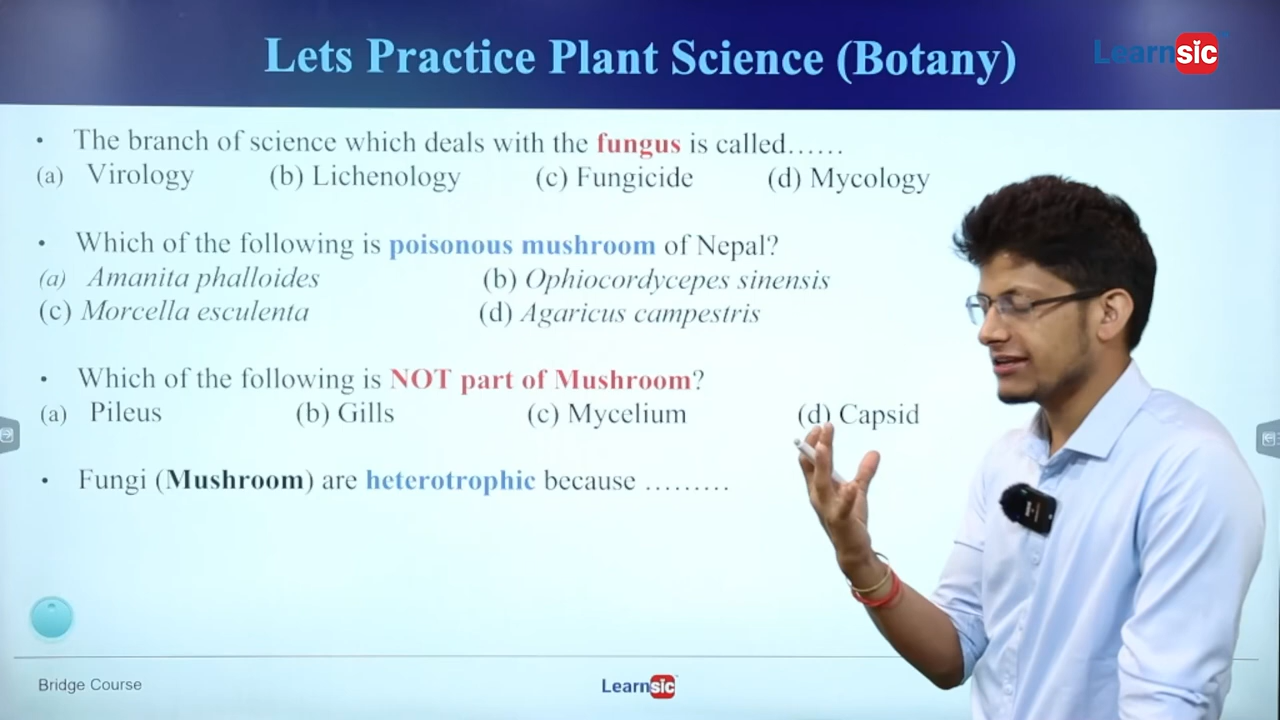 Lets Practice Plant Science (Botany)
Learnsic
• The branch of science which deals with the fungus is called......
(a) Virology (b) Lichenology (c) Fungicide (d) Mycology
• Which of the following is poisonous mushroom of Nepal?
(a) Amanita phalloides (b) Ophiocordycepes sinensis
(c) Morcella esculenta (d) Agaricus campestris
• Which of the following is NOT part of Mushroom?
(a) Pileus (b) Gills (c) Mycelium (d) Capsid
• Fungi (Mushroom) are heterotrophic because .........
Bridge Course
Learnsic